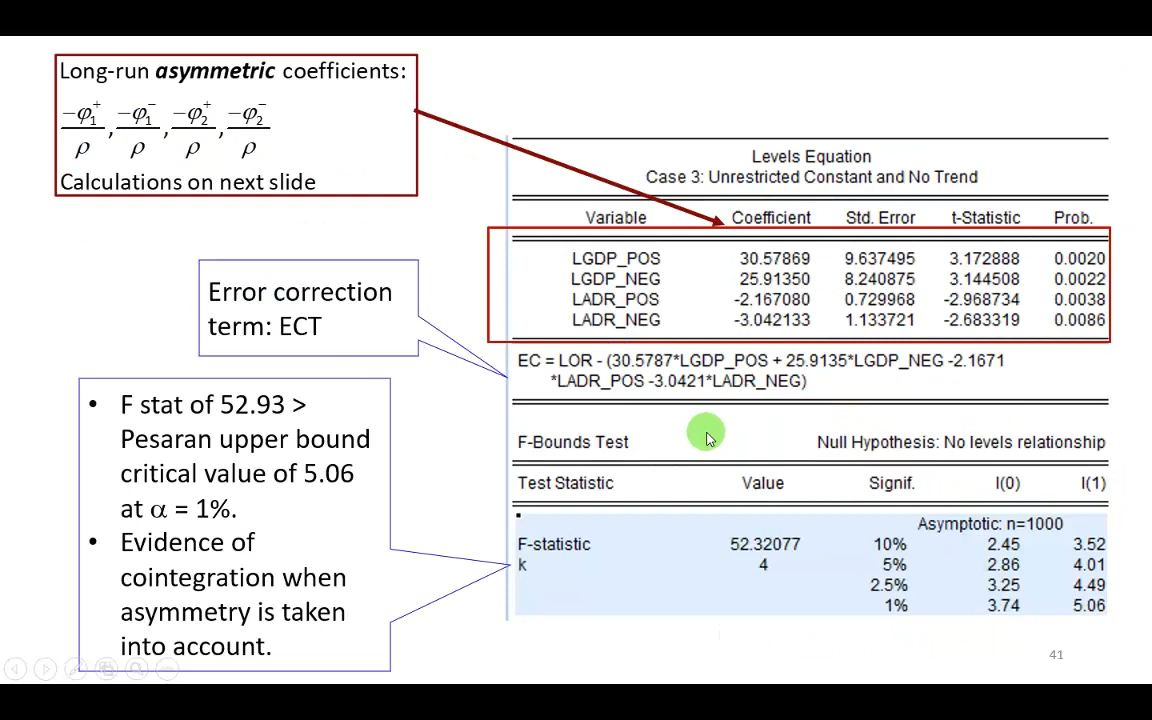 Long-run asymmetric coefficients:
−φ₁⁺/ρ , −φ₁⁻/ρ , −φ₂⁺/ρ , −φ₂⁻/ρ
Calculations on next slide
Error correction
term: ECT
• F stat of 52.93 >
Pesaran upper bound
critical value of 5.06
at α = 1%.
• Evidence of
cointegration when
asymmetry is taken
into account.
Levels Equation
Case 3: Unrestricted Constant and No Trend
Variable Coefficient Std. Error t-Statistic Prob.
LGDP_POS 30.57869 9.637495 3.172888 0.0020
LGDP_NEG 25.91350 8.240875 3.144508 0.0022
LADR_POS -2.167080 0.729968 -2.968734 0.0038
LADR_NEG -3.042133 1.133721 -2.683319 0.0086
EC = LOR - (30.5787*LGDP_POS + 25.9135*LGDP_NEG -2.1671
*LADR_POS -3.0421*LADR_NEG)
F-Bounds Test Null Hypothesis: No levels relationship
Test Statistic Value Signif. I(0) I(1)
Asymptotic: n=1000
F-statistic 52.32077 10% 2.45 3.52
k 4 5% 2.86 4.01
2.5% 3.25 4.49
1% 3.74 5.06
41